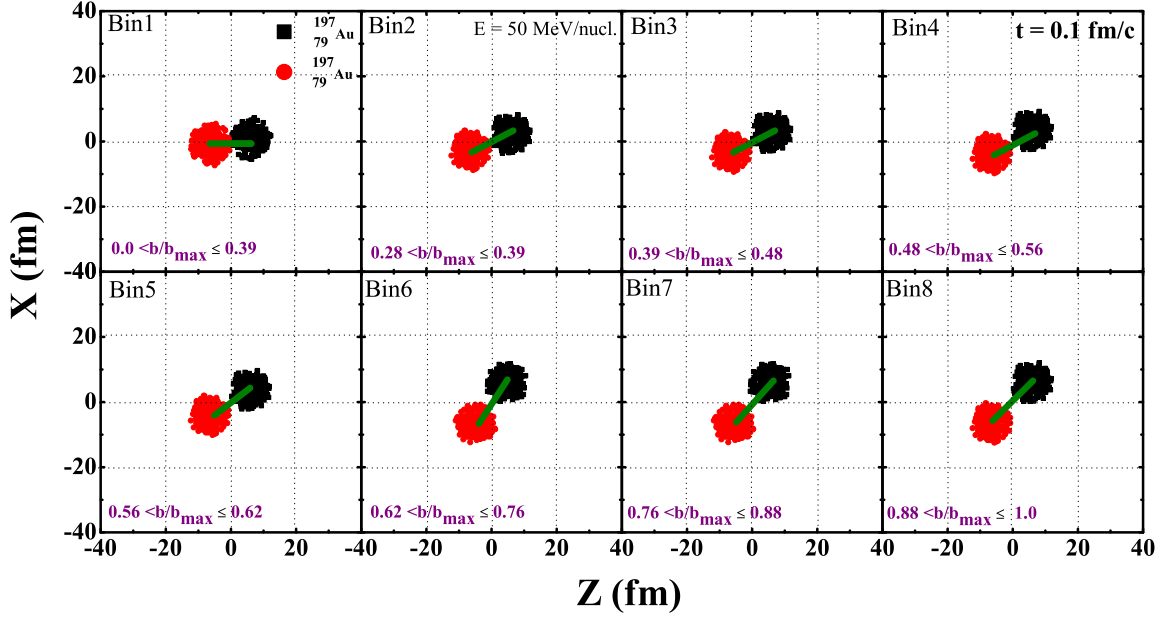 Bin1
197
79 Au
197
79 Au
Bin2
E = 50 MeV/nucl.
Bin3
Bin4
t = 0.1 fm/c
40
20
0
-20
-40
0.0 <b/bmax ≤ 0.39
0.28 <b/bmax ≤ 0.39
0.39 <b/bmax ≤ 0.48
0.48 <b/bmax ≤ 0.56
X (fm)
Bin5
Bin6
Bin7
Bin8
20
0
-20
-40
0.56 <b/bmax ≤ 0.62
0.62 <b/bmax ≤ 0.76
0.76 <b/bmax ≤ 0.88
0.88 <b/bmax ≤ 1.0
-40 -20 0 20 -40 -20 0 20 40 -20 0 20 40 -20 0 20 40
Z (fm)